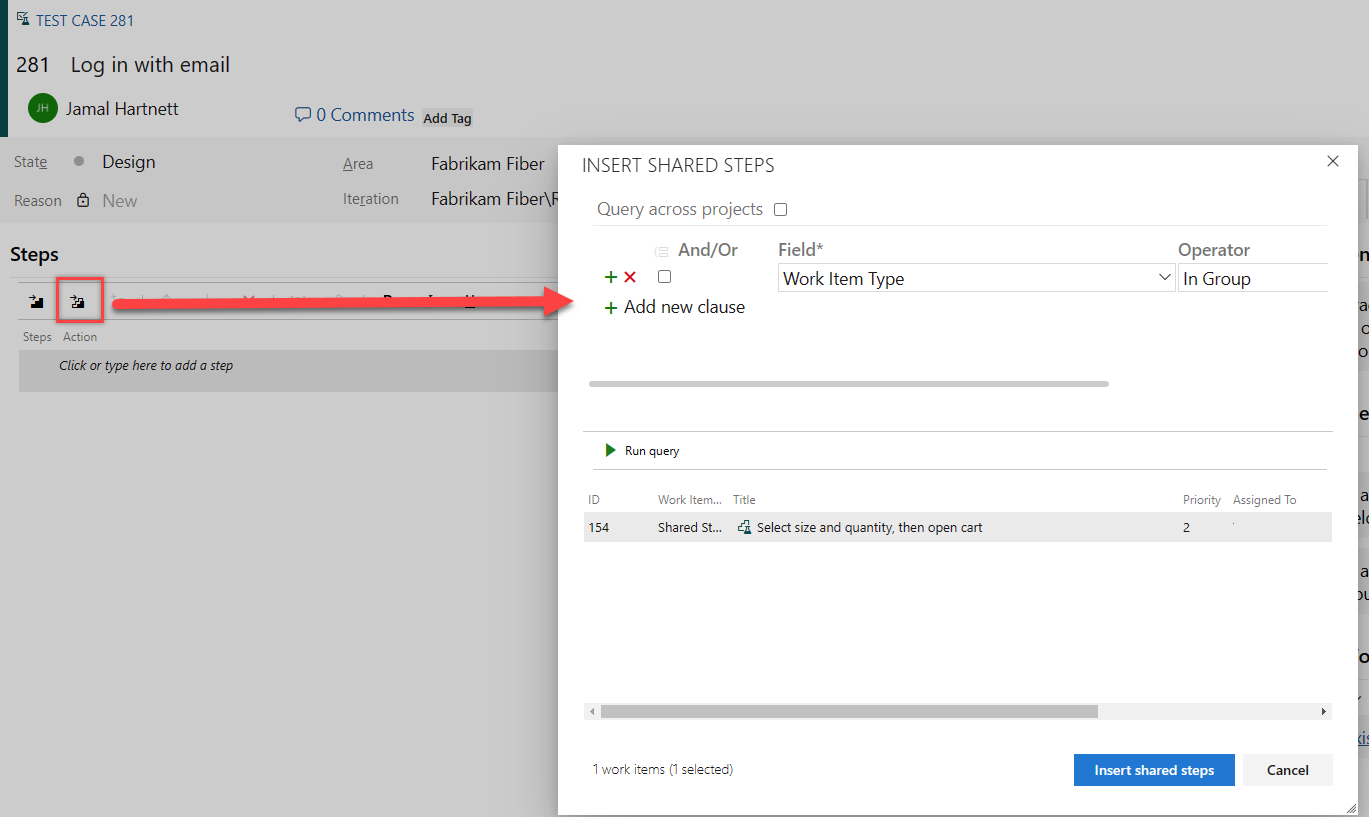 TEST CASE 281
281 Log in with email
JH Jamal Hartnett
0 Comments Add Tag
State Design
Area Fabrikam Fiber
Reason New
Iteration Fabrikam Fiber\R
Steps
Steps Action
Click or type here to add a step
INSERT SHARED STEPS
Query across projects
And/Or Field* Operator
Work Item Type In Group
Add new clause
Run query
ID Work Item... Title Priority Assigned To
154 Shared St... Select size and quantity, then open cart 2
1 work items (1 selected)
Insert shared steps Cancel